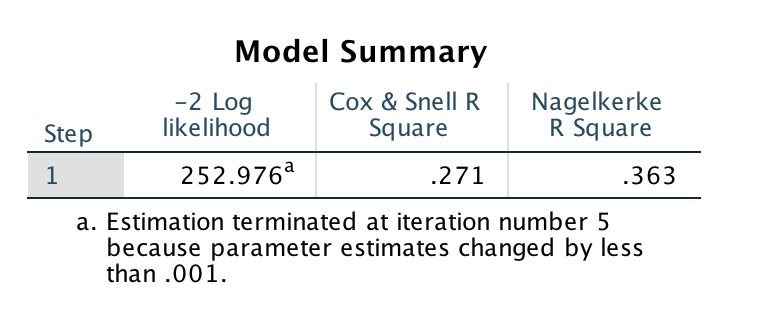 Model Summary
Step
-2 Log likelihood
Cox & Snell R Square
Nagelkerke R Square
1 252.976a .271 .363
a. Estimation terminated at iteration number 5
because parameter estimates changed by less
than .001.